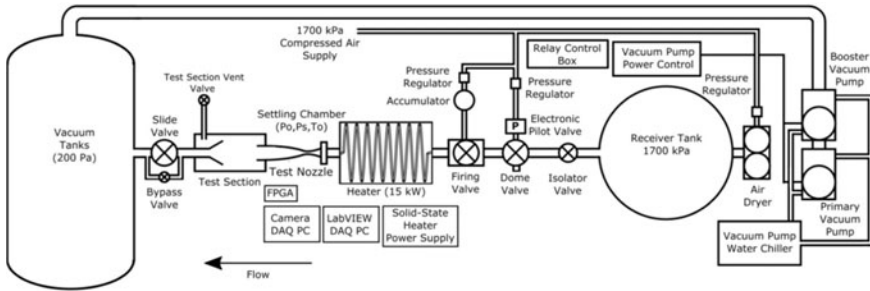 1700 kPa
Compressed Air
Supply
Relay Control
Box
Vacuum Pump
Power Control
Booster
Vacuum
Pump
Pressure
Regulator
Pressure
Regulator
Pressure
Regulator
Test Section Vent
Valve
Accumulator
Slide
Valve
Settling Chamber
(Po,Ps,To)
P
Electronic
Pilot Valve
Vacuum
Tanks
(200 Pa)
Receiver Tank
1700 kPa
Bypass
Valve
Test Section
Test Nozzle
Heater (15 kW)
Firing
Valve
Dome
Valve
Isolator
Valve
Air
Dryer
Primary
Vacuum
Pump
FPGA
Camera
DAQ PC
LabVIEW
DAQ PC
Solid-State
Heater
Power Supply
Vacuum Pump
Water Chiller
Flow